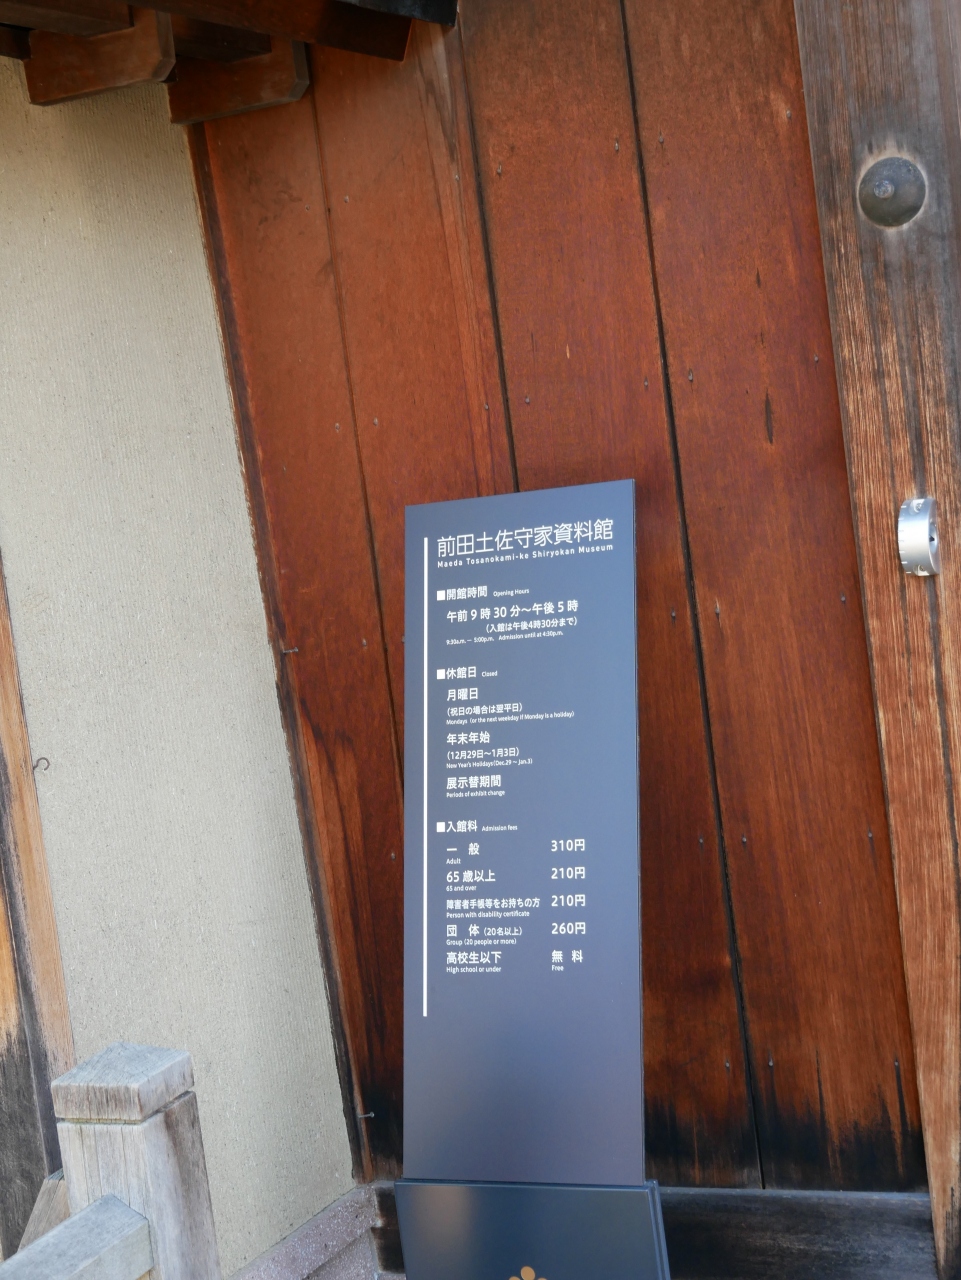 前田土佐守家資料館
Maeda Tosanokami-ke Shiryokan Museum
■開館時間 Opening Hours
午前9時30分～午後5時
（入館は午後4時30分まで）
9:30a.m. ─ 5:00p.m. Admission until at 4:30p.m.
■休館日 Closed
月曜日
（祝日の場合は翌平日）
Mondays (or the next weekday if Monday is a holiday)
年末年始
（12月29日～1月3日）
New Year's Holidays(Dec.29 ～ Jan.3)
展示替期間
Periods of exhibit change
■入館料 Admission fees
一 般 310円
Adult
65 歳以上 210円
65 and over
障害者手帳等をお持ちの方 210円
Person with disability certificate
団 体（20名以上） 260円
Group (20 people or more)
高校生以下 無 料
High school or under Free